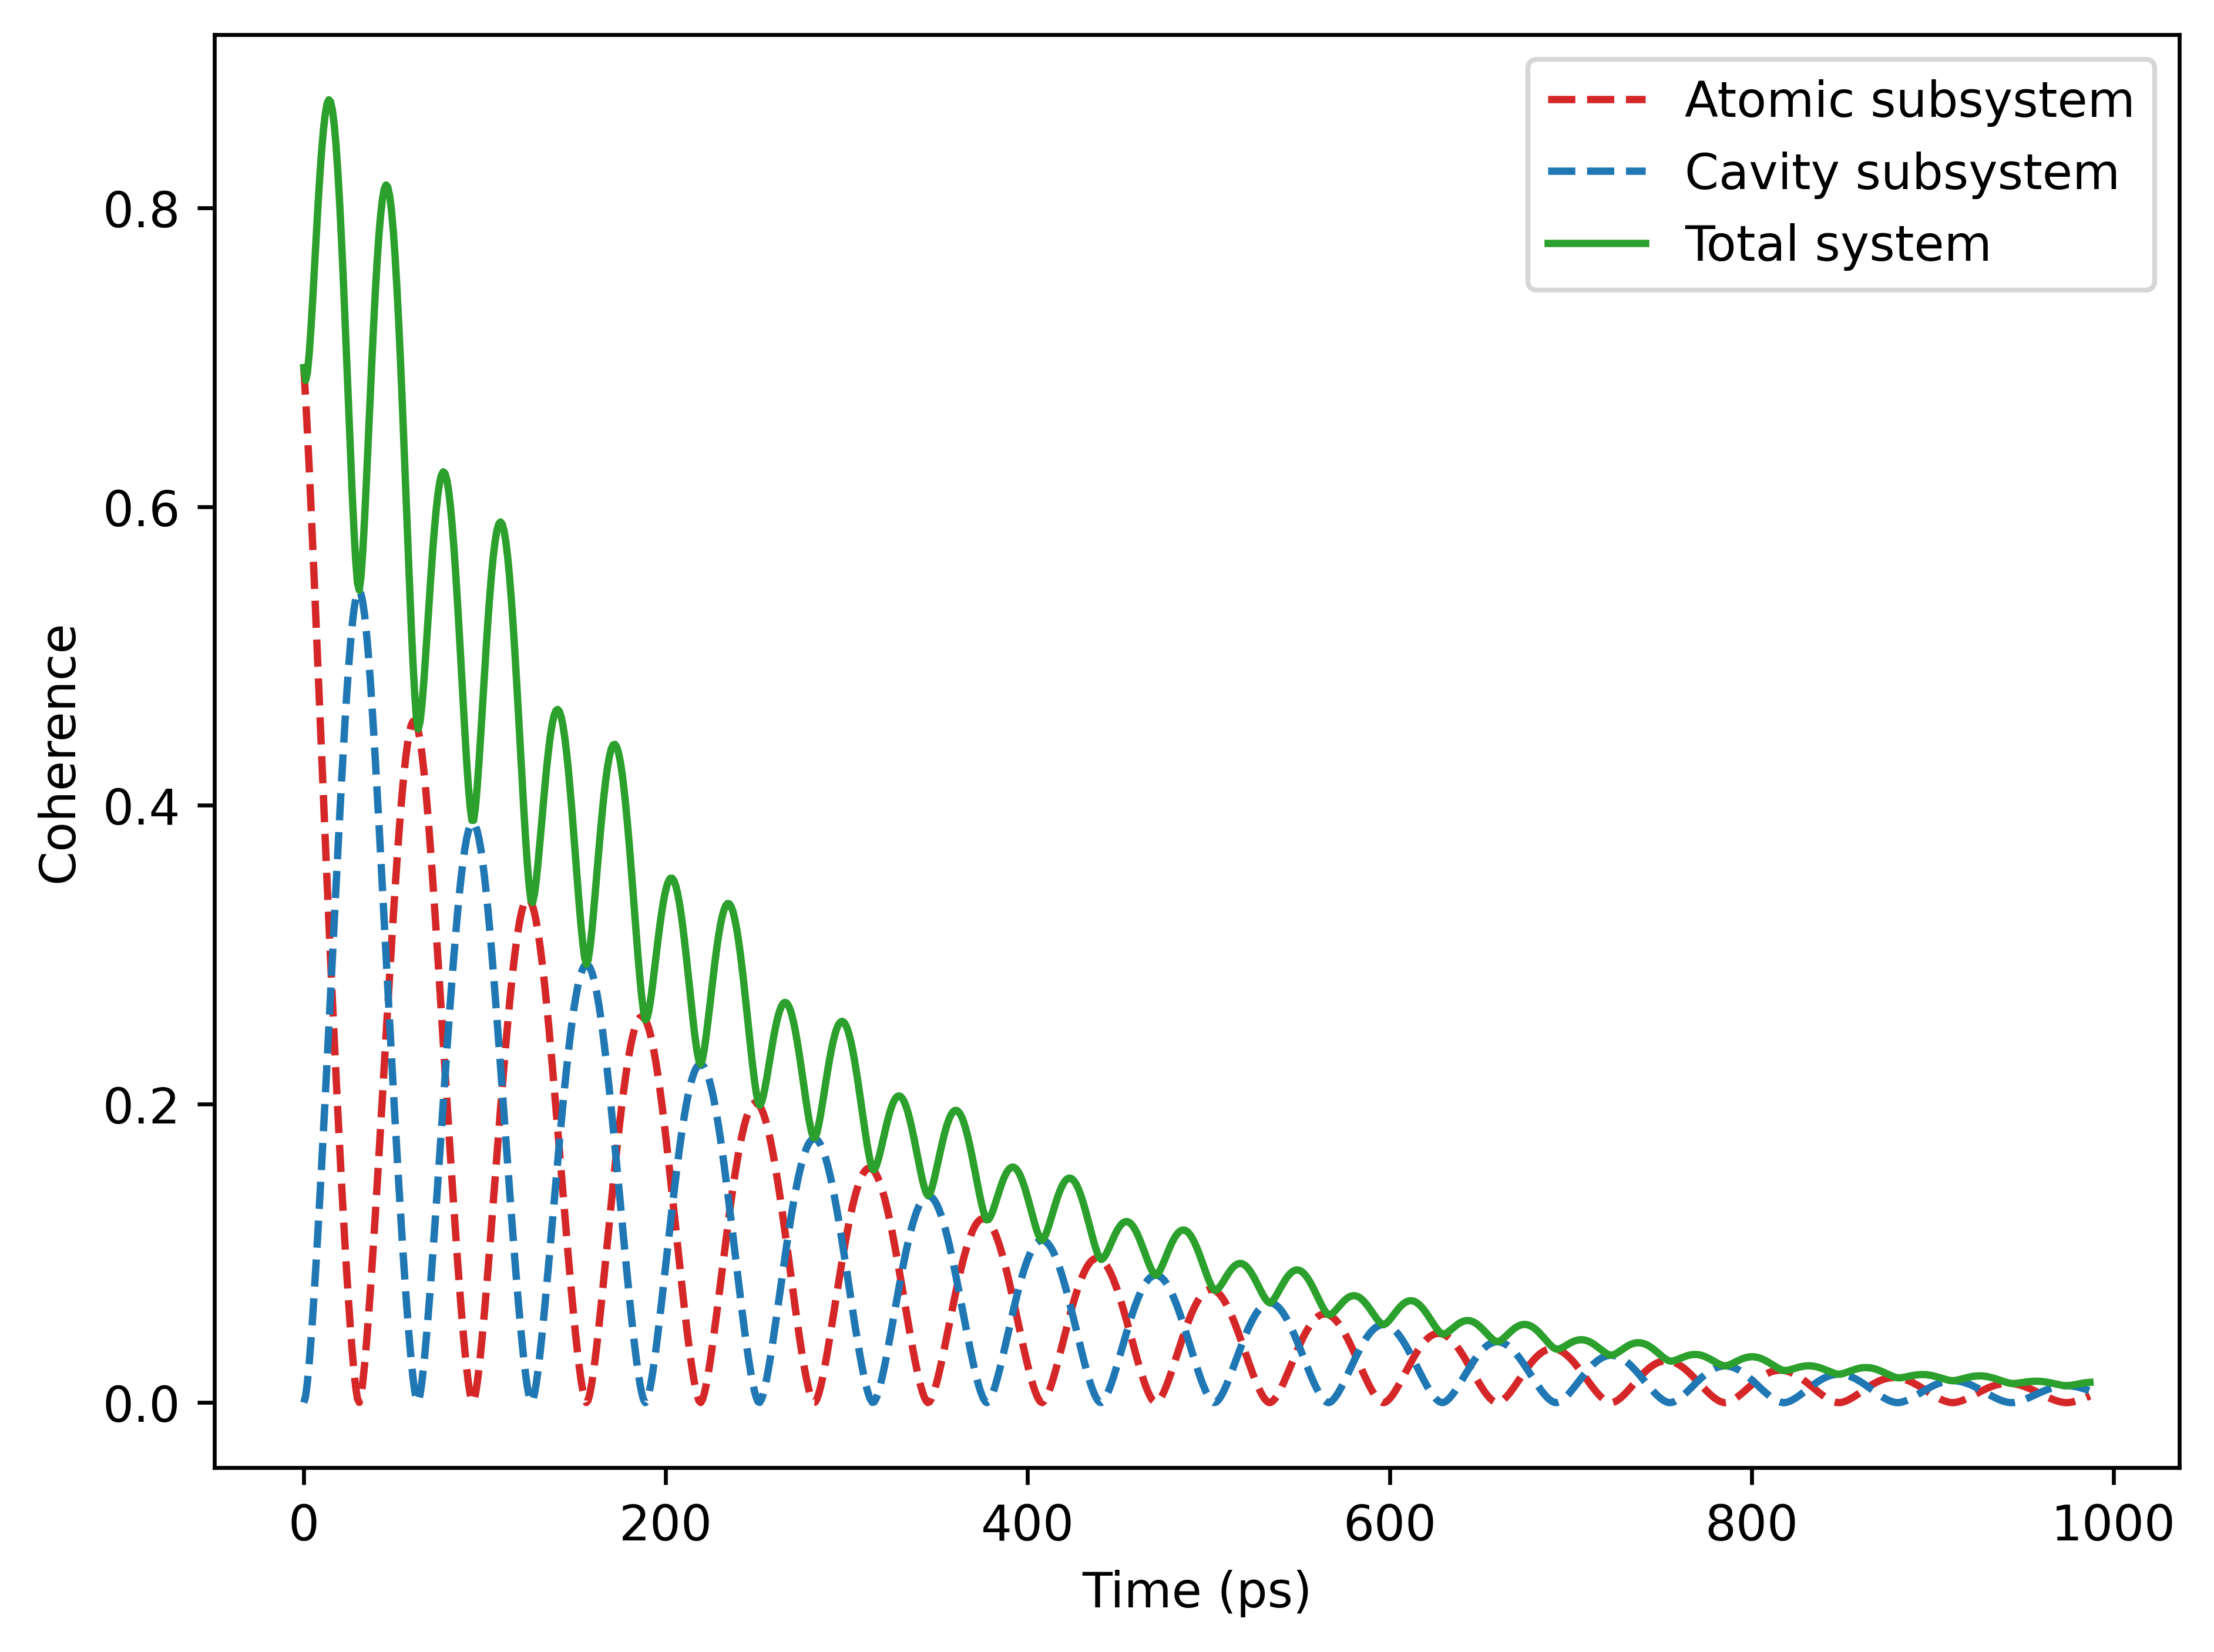 Atomic subsystem
Cavity subsystem
Total system
Coherence
0.8
0.6
0.4
0.2
0.0
0 200 400 600 800 1000
Time (ps)